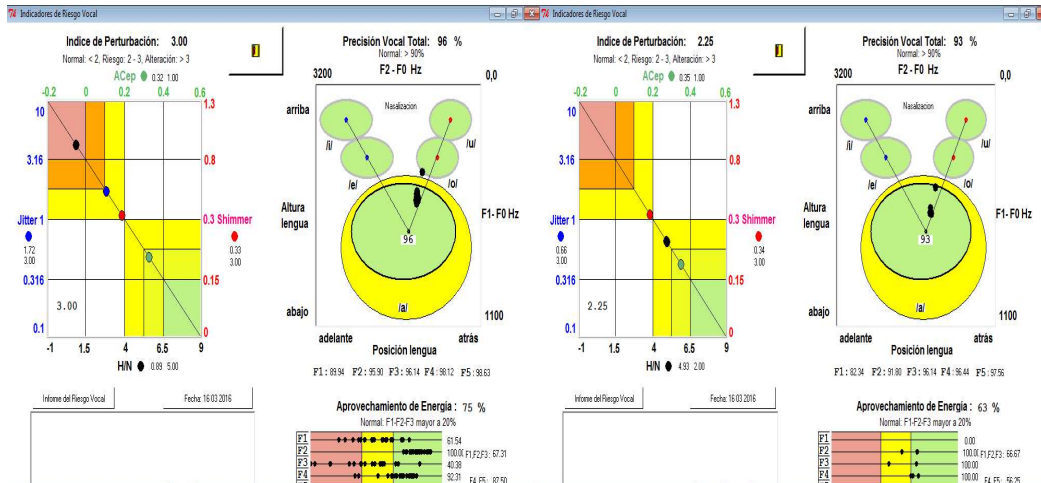 Indicadores de Riesgo Vocal
Indice de Perturbación: 3.00
Normal: < 2, Riesgo: 2 - 3, Alteración: > 3
ACep 0.32 1.00
-0.2 0 0.2 0.4 0.6
10
3.16
Jitter 1
1.72
3.00
0.316
0.1
1.3
0.8
0.3 Shimmer
0.33
3.00
0.15
0
3.00
-1 1.5 4 6.5 9
H/N 0.89 5.00
Informe del Riesgo Vocal
Fecha: 16 03 2016
Precisión Vocal Total: 96 %
Normal: > 90%
F2 - F0 Hz
3200
0,0
arriba
Nasalizacion
/i/
/u/
/e/
/o/
Altura
lengua
F1- F0 Hz
96
abajo
/a/
1100
adelante
atrás
Posición lengua
F1 : 89.94 F2 : 95.90 F3 : 96.14 F4 : 98.12 F5 : 98.63
Aprovechamiento de Energía : 75 %
Normal: F1-F2-F3 mayor a 20%
F1 61.54
F2 100.00 F1,F2,F3 : 67.31
F3 40.38
F4 92.31 F4, F5 : 87.50
Indicadores de Riesgo Vocal
Indice de Perturbación: 2.25
Normal: < 2, Riesgo: 2 - 3, Alteración: > 3
ACep 0.35 1.00
-0.2 0 0.2 0.4 0.6
10
3.16
Jitter 1
0.66
3.00
0.316
0.1
1.3
0.8
0.3 Shimmer
0.34
3.00
0.15
0
2.25
-1 1.5 4 6.5 9
H/N 4.93 2.00
Informe del Riesgo Vocal
Fecha: 16 03 2016
Precisión Vocal Total: 93 %
Normal: > 90%
F2 - F0 Hz
3200
0,0
arriba
Nasalizacion
/i/
/u/
/e/
/o/
Altura
lengua
F1- F0 Hz
93
abajo
/a/
1100
adelante
atrás
Posición lengua
F1 : 82.34 F2 : 91.80 F3 : 96.14 F4 : 96.44 F5 : 97.56
Aprovechamiento de Energía : 63 %
Normal: F1-F2-F3 mayor a 20%
F1 0.00
F2 100.00 F1,F2,F3 : 66.67
F3 100.00
F4 100.00 F4, F5 : 56.25